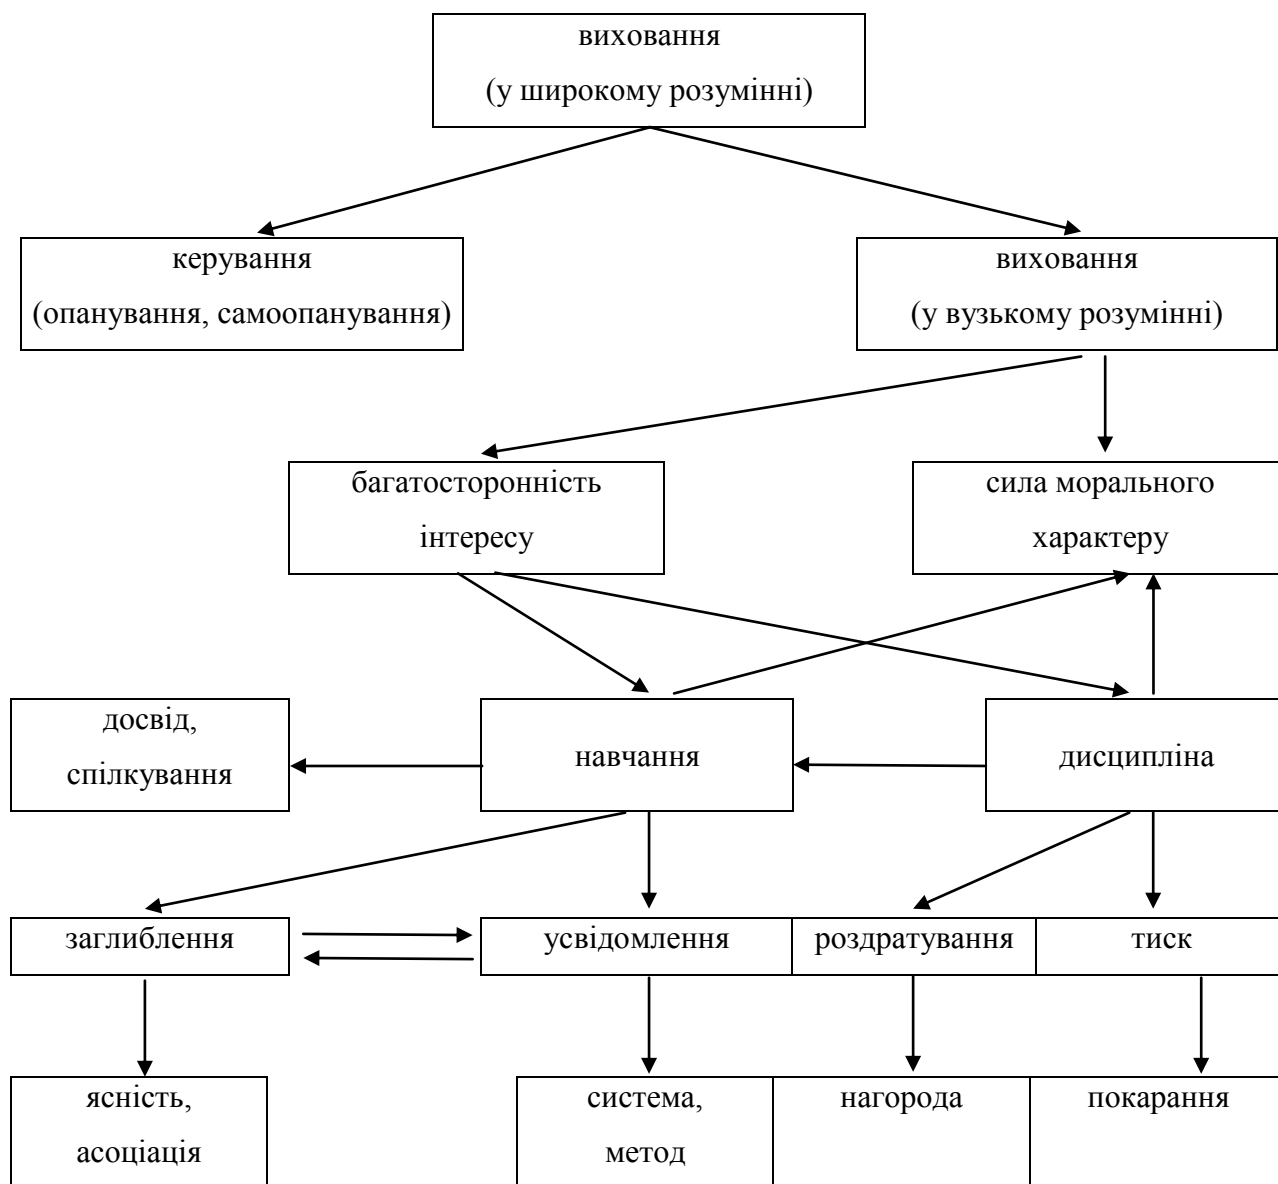 виховання
(у широкому розумінні)
керування
(опанування, самоопанування)
виховання
(у вузькому розумінні)
багатосторонність
інтересу
сила морального
характеру
досвід,
спілкування
навчання
дисципліна
заглиблення
усвідомлення
роздратування
тиск
ясність,
асоціація
система,
метод
нагорода
покарання